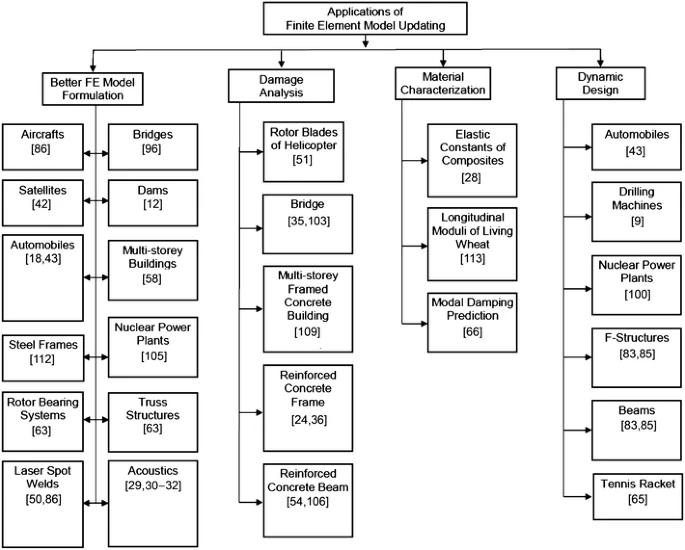 Applications of
Finite Element Model Updating
Better FE Model
Formulation
Damage
Analysis
Material
Characterization
Dynamic
Design
Aircrafts
[86]
Bridges
[96]
Satellites
[42]
Dams
[12]
Automobiles
[18,43]
Multi-storey
Buildings
[58]
Steel Frames
[112]
Nuclear Power
Plants
[105]
Rotor Bearing
Systems
[63]
Truss
Structures
[63]
Laser Spot
Welds
[50,86]
Acoustics
[29,30–32]
Rotor Blades
of Helicopter
[51]
Bridge
[35,103]
Multi-storey
Framed
Concrete
Building
[109]
Reinforced
Concrete
Frame
[24,36]
Reinforced
Concrete Beam
[54,106]
Elastic
Constants of
Composites
[28]
Longitudinal
Moduli of Living
Wheat
[113]
Modal Damping
Prediction
[66]
Automobiles
[43]
Drilling
Machines
[9]
Nuclear Power
Plants
[100]
F-Structures
[83,85]
Beams
[83,85]
Tennis Racket
[65]